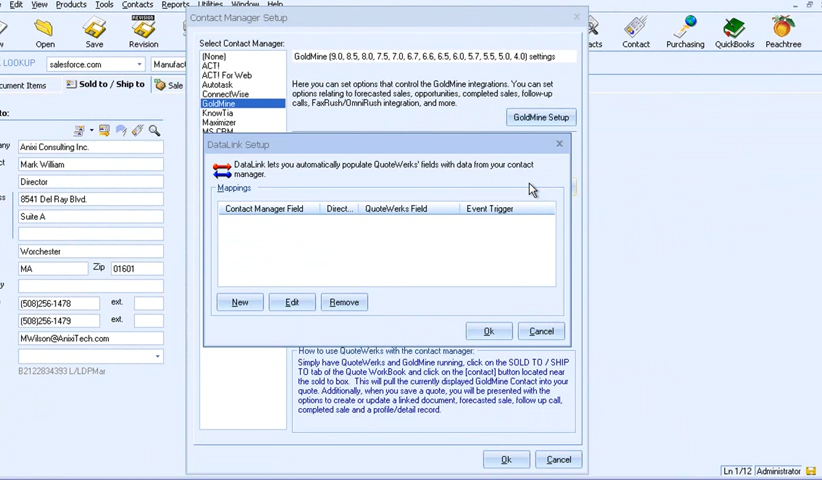 Edit View Products Tools Contacts Reports Utilities Window Help
Contact Manager Setup
REVISION
Open Save Revision
Contact Purchasing QuickBooks Peachtree
LOOKUP salesforce.com Manufact
Document Items Sold to / Ship to Sale
to:
Anixi Consulting Inc.
Mark William
Director
8541 Del Ray Blvd.
Suite A
Worchester
MA Zip 01601
(508)256-1478 ext.
(508)256-1479 ext.
MWilson@AnixiTech.com
B2122834393 L/LDPMar
Select Contact Manager:
(None)
ACT!
ACT! For Web
Autotask
ConnectWise
GoldMine
KnowTia
Maximizer
MS CRM
GoldMine (9.0, 8.5, 8.0, 7.5, 7.0, 6.7, 6.6, 6.5, 6.0, 5.7, 5.5, 5.0, 4.0) settings
Here you can set options that control the GoldMine integrations. You can
set options relating to forecasted sales, opportunities, completed sales, follow-up
calls, FaxRush/OmniRush integration, and more.
GoldMine Setup
DataLink Setup
DataLink lets you automatically populate QuoteWerks' fields with data from your contact
manager.
Mappings
Contact Manager Field Direct... QuoteWerks Field Event Trigger
New Edit Remove
Ok Cancel
How to use QuoteWerks with the contact manager:
Simply have QuoteWerks and GoldMine running, click on the SOLD TO / SHIP
TO tab of the Quote WorkBook and click on the [contact] button located near
the sold to box. This will pull the currently displayed GoldMine Contact into your
quote. Additionally, when you save a quote, you will be presented with the
options to create or update a linked document, forecasted sale, follow up call,
completed sale and a profile/detail record.
Ok Cancel
Ln 1/12 Administrator